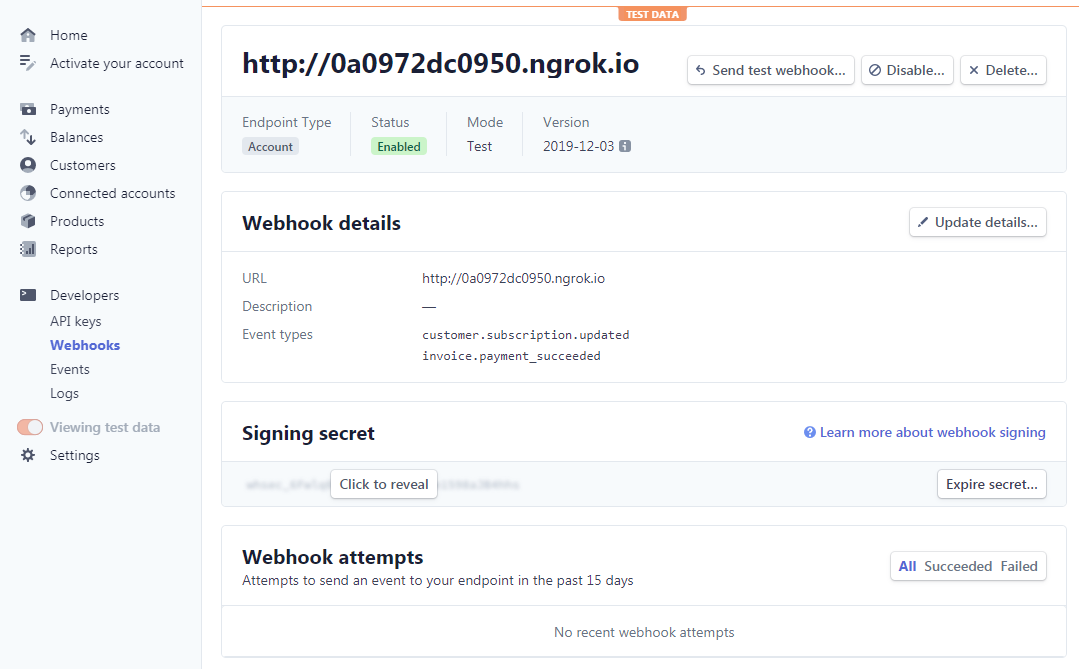 TEST DATA
Home
Activate your account
Payments
Balances
Customers
Connected accounts
Products
Reports
Developers
API keys
Webhooks
Events
Logs
Viewing test data
Settings
http://0a0972dc0950.ngrok.io
Send test webhook... Disable... Delete...
Endpoint Type Status Mode Version
Account Enabled Test 2019-12-03
Webhook details
Update details...
URL http://0a0972dc0950.ngrok.io
Description —
Event types customer.subscription.updated
invoice.payment_succeeded
Signing secret
Learn more about webhook signing
Click to reveal
Expire secret...
Webhook attempts
Attempts to send an event to your endpoint in the past 15 days
All Succeeded Failed
No recent webhook attempts